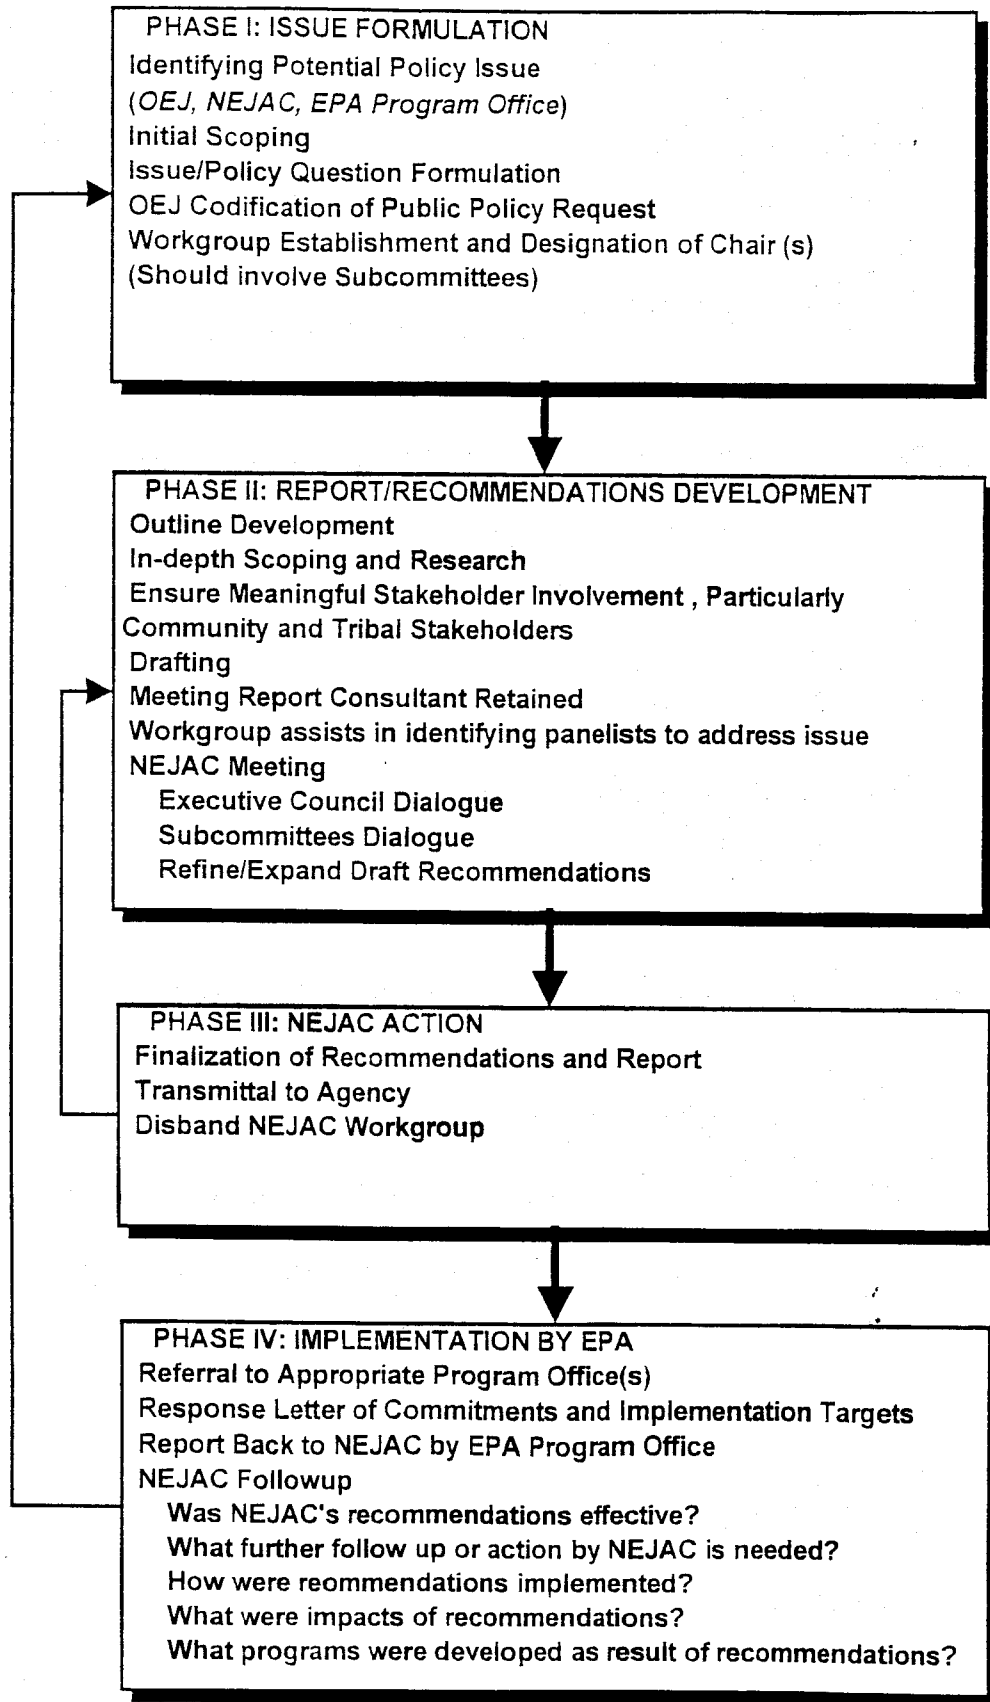 PHASE I: ISSUE FORMULATION
Identifying Potential Policy Issue
(OEJ, NEJAC, EPA Program Office)
Initial Scoping
Issue/Policy Question Formulation
OEJ Codification of Public Policy Request
Workgroup Establishment and Designation of Chair (s)
(Should involve Subcommittees)
PHASE II: REPORT/RECOMMENDATIONS DEVELOPMENT
Outline Development
In-depth Scoping and Research
Ensure Meaningful Stakeholder Involvement , Particularly
Community and Tribal Stakeholders
Drafting
Meeting Report Consultant Retained
Workgroup assists in identifying panelists to address issue
NEJAC Meeting
Executive Council Dialogue
Subcommittees Dialogue
Refine/Expand Draft Recommendations
PHASE III: NEJAC ACTION
Finalization of Recommendations and Report
Transmittal to Agency
Disband NEJAC Workgroup
PHASE IV: IMPLEMENTATION BY EPA
Referral to Appropriate Program Office(s)
Response Letter of Commitments and Implementation Targets
Report Back to NEJAC by EPA Program Office
NEJAC Followup
Was NEJAC's recommendations effective?
What further follow up or action by NEJAC is needed?
How were reommendations implemented?
What were impacts of recommendations?
What programs were developed as result of recommendations?